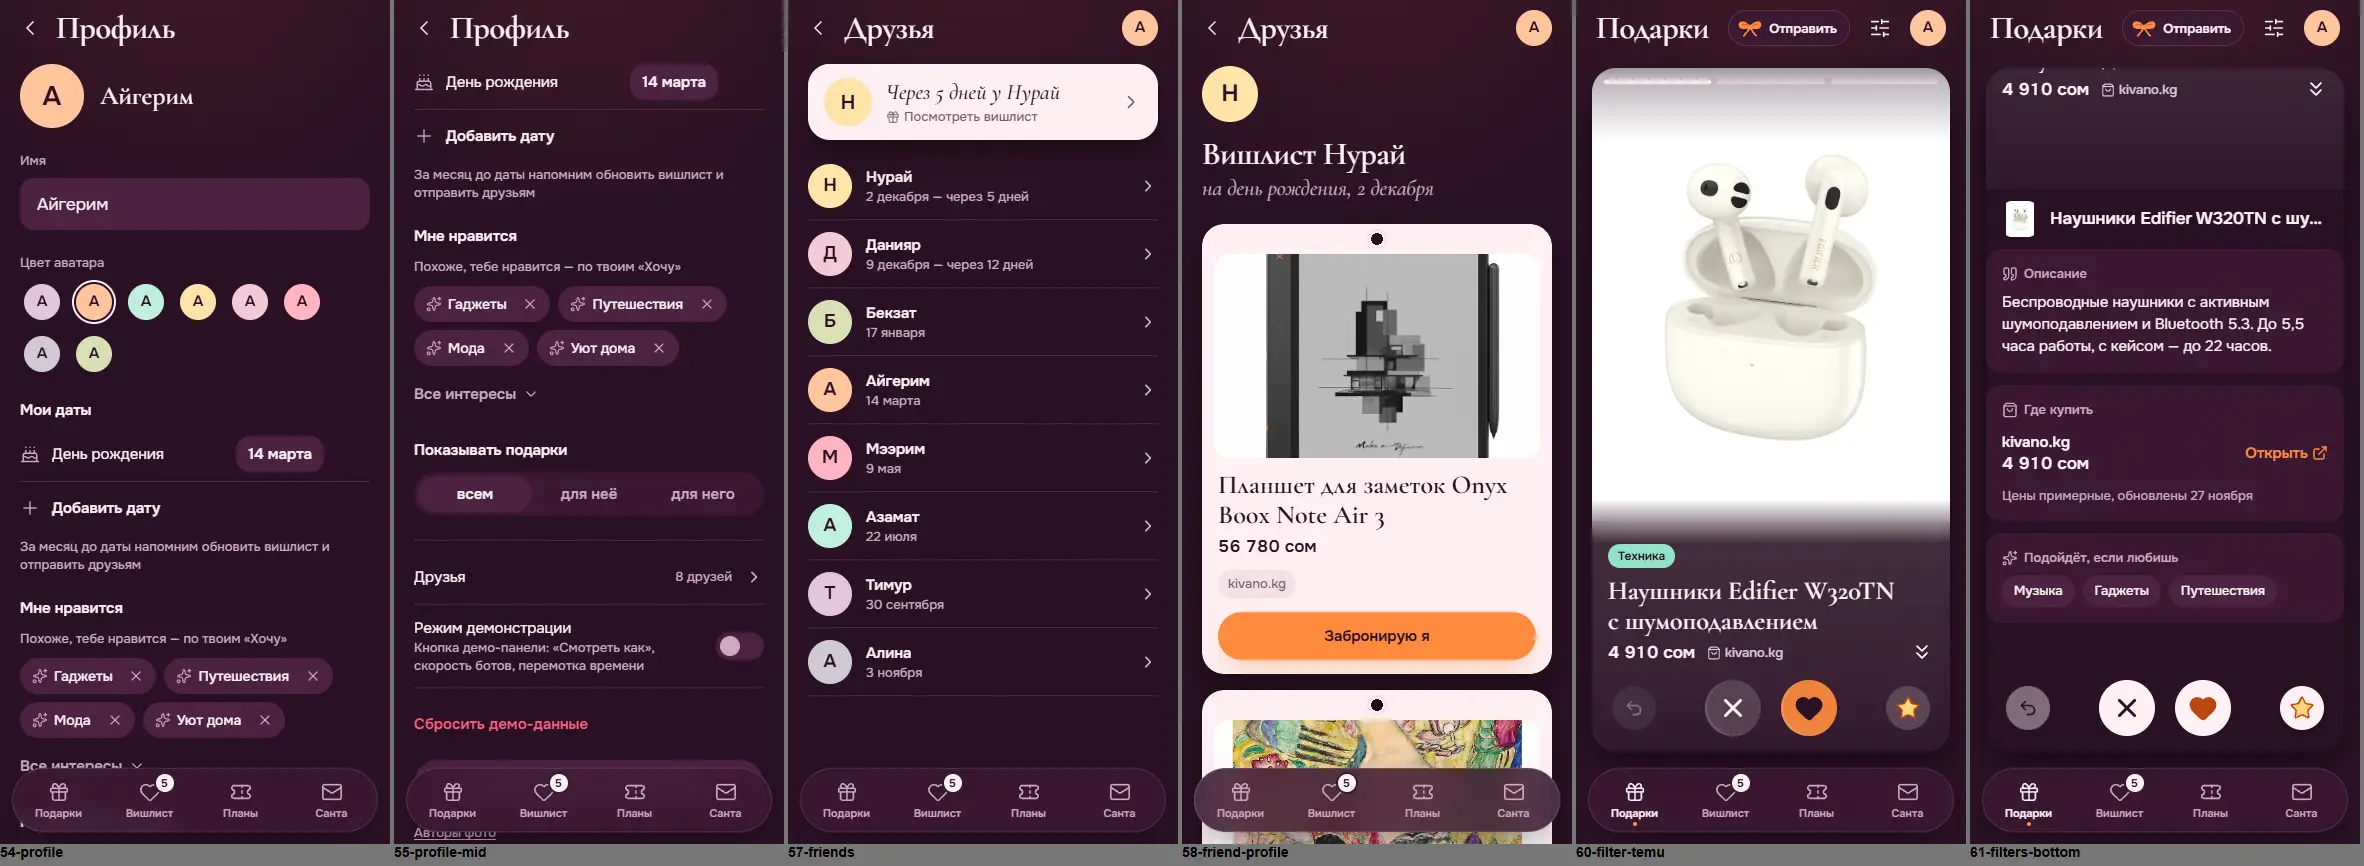 Профиль
А
Айгерим
Имя
Айгерим
Цвет аватара
А А А А А А
А А
Мои даты
День рождения 14 марта
Добавить дату
За месяц до даты напомним обновить вишлист и
отправить друзьям
Мне нравится
Похоже, тебе нравится — по твоим «Хочу»
Гаджеты Путешествия
Мода Уют дома
Все интересы
5
Подарки Вишлист Планы Санта
54-profile
Профиль
День рождения 14 марта
Добавить дату
За месяц до даты напомним обновить вишлист и
отправить друзьям
Мне нравится
Похоже, тебе нравится — по твоим «Хочу»
Гаджеты Путешествия
Мода Уют дома
Все интересы
Показывать подарки
всем для неё для него
Друзья 8 друзей
Режим демонстрации
Кнопка демо-панели: «Смотреть как»,
скорость ботов, перемотка времени
Сбросить демо-данные
5
Подарки Вишлист Планы Санта
Авторы фото
55-profile-mid
Друзья А
Н
Через 5 дней у Нурай
Посмотреть вишлист
Н
Нурай
2 декабря — через 5 дней
Д
Данияр
9 декабря — через 12 дней
Б
Бекзат
17 января
А
Айгерим
14 марта
М
Мээрим
9 мая
А
Азамат
22 июля
Т
Тимур
30 сентября
А
Алина
3 ноября
5
Подарки Вишлист Планы Санта
57-friends
Друзья А
Н
Вишлист Нурай
на день рождения, 2 декабря
Планшет для заметок Onyx
Boox Note Air 3
56 780 сом
kivano.kg
Забронирую я
5
Подарки Вишлист Планы Санта
58-friend-profile
Подарки Отправить А
EDIFIER
Техника
Наушники Edifier W320TN
с шумоподавлением
4 910 сом kivano.kg
5
Подарки Вишлист Планы Санта
60-filter-temu
Подарки Отправить А
4 910 сом kivano.kg
Наушники Edifier W320TN с шу...
Описание
Беспроводные наушники с активным
шумоподавлением и Bluetooth 5.3. До 5,5
часа работы, с кейсом — до 22 часов.
Где купить
kivano.kg
4 910 сом
Открыть
Цены примерные, обновлены 27 ноября
Подойдёт, если любишь
Музыка Гаджеты Путешествия
5
Подарки Вишлист Планы Санта
61-filters-bottom